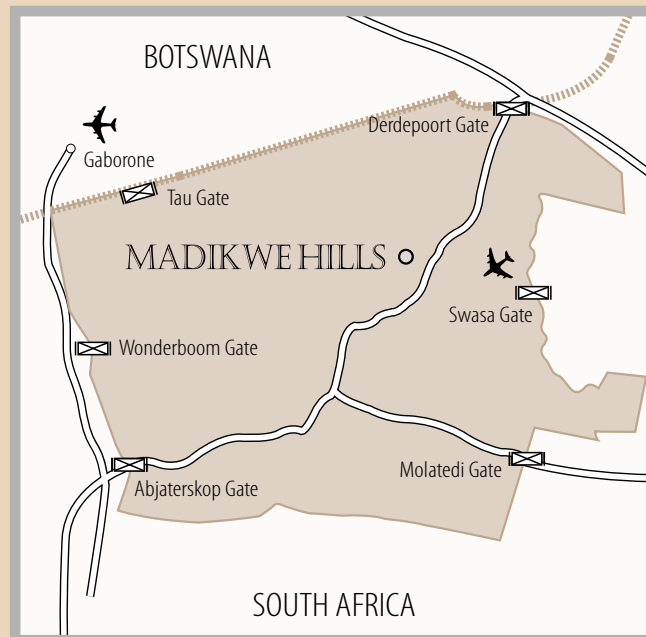 BOTSWANA
Derdepoort Gate
Gaborone
Tau Gate
MADIKWE HILLS
Swasa Gate
Wonderboom Gate
Molatedi Gate
Abjaterskop Gate
SOUTH AFRICA